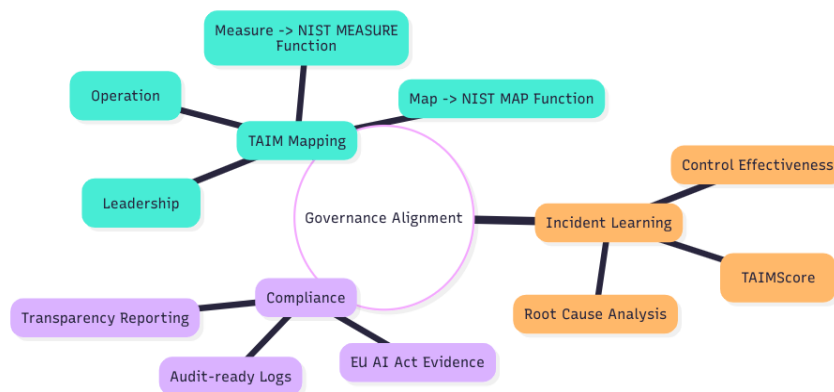 Measure -> NIST MEASURE
Function
Operation
Map -> NIST MAP Function
TAIM Mapping
Leadership
Governance Alignment
Control Effectiveness
Incident Learning
TAIMScore
Root Cause Analysis
Compliance
Transparency Reporting
EU AI Act Evidence
Audit-ready Logs